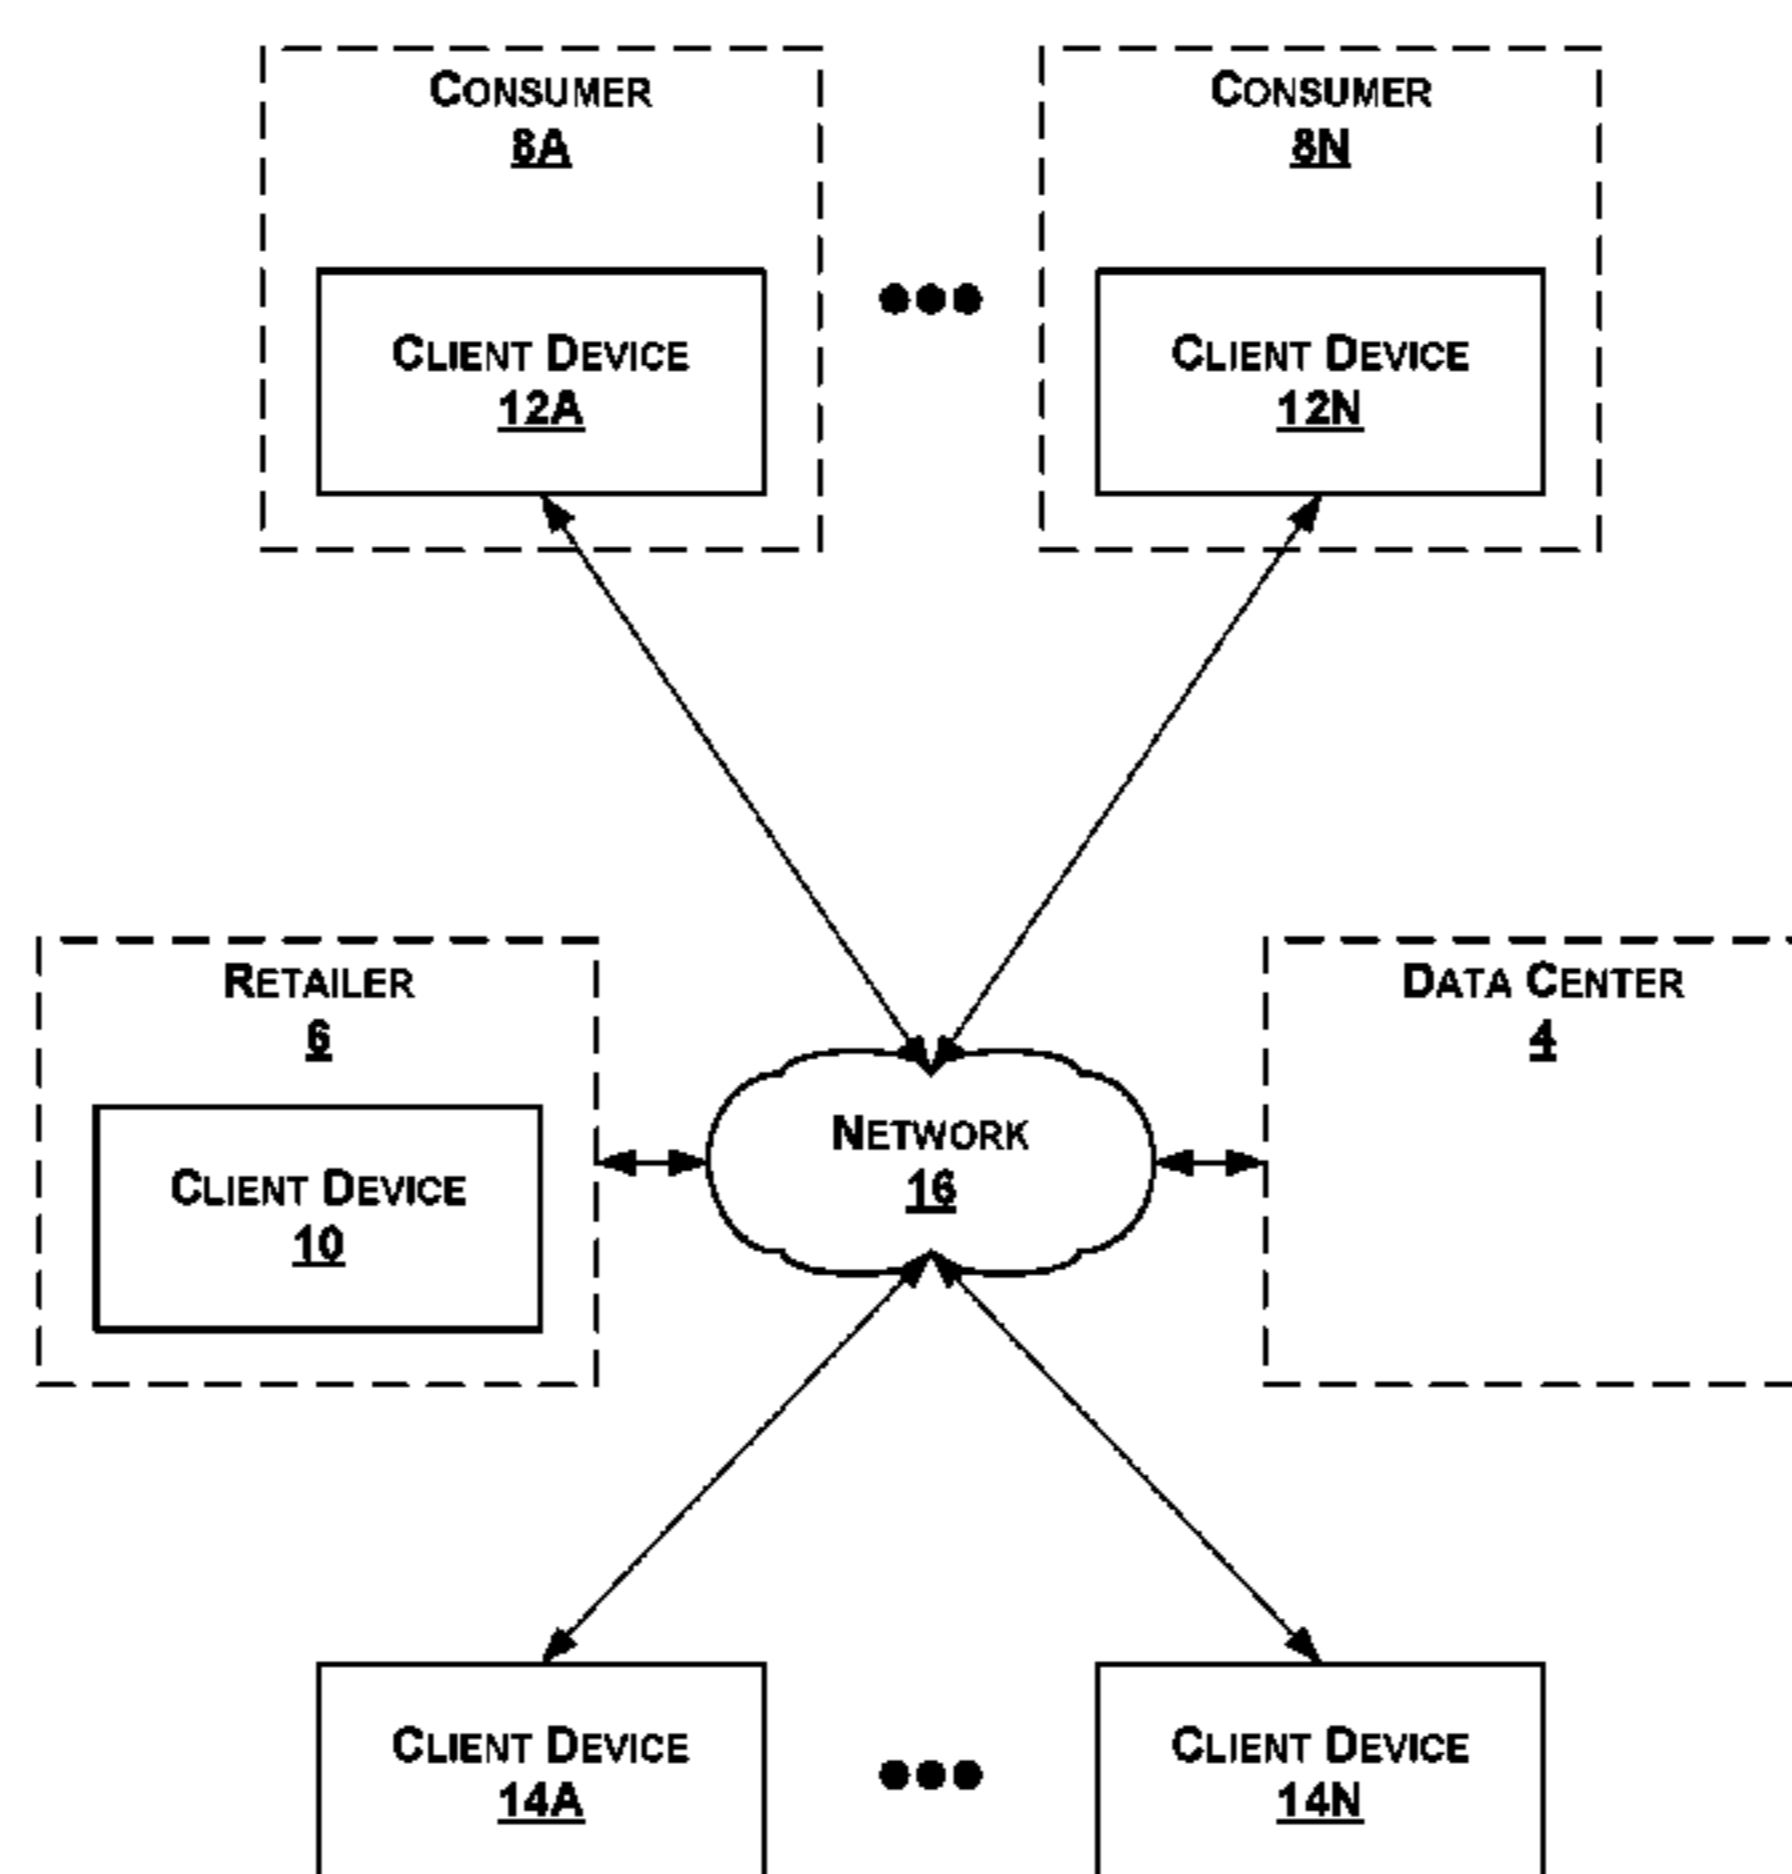 CONSUMER
8A
CONSUMER
8N
CLIENT DEVICE
12A
CLIENT DEVICE
12N
RETAILER
6
CLIENT DEVICE
10
NETWORK
16
DATA CENTER
4
CLIENT DEVICE
14A
CLIENT DEVICE
14N